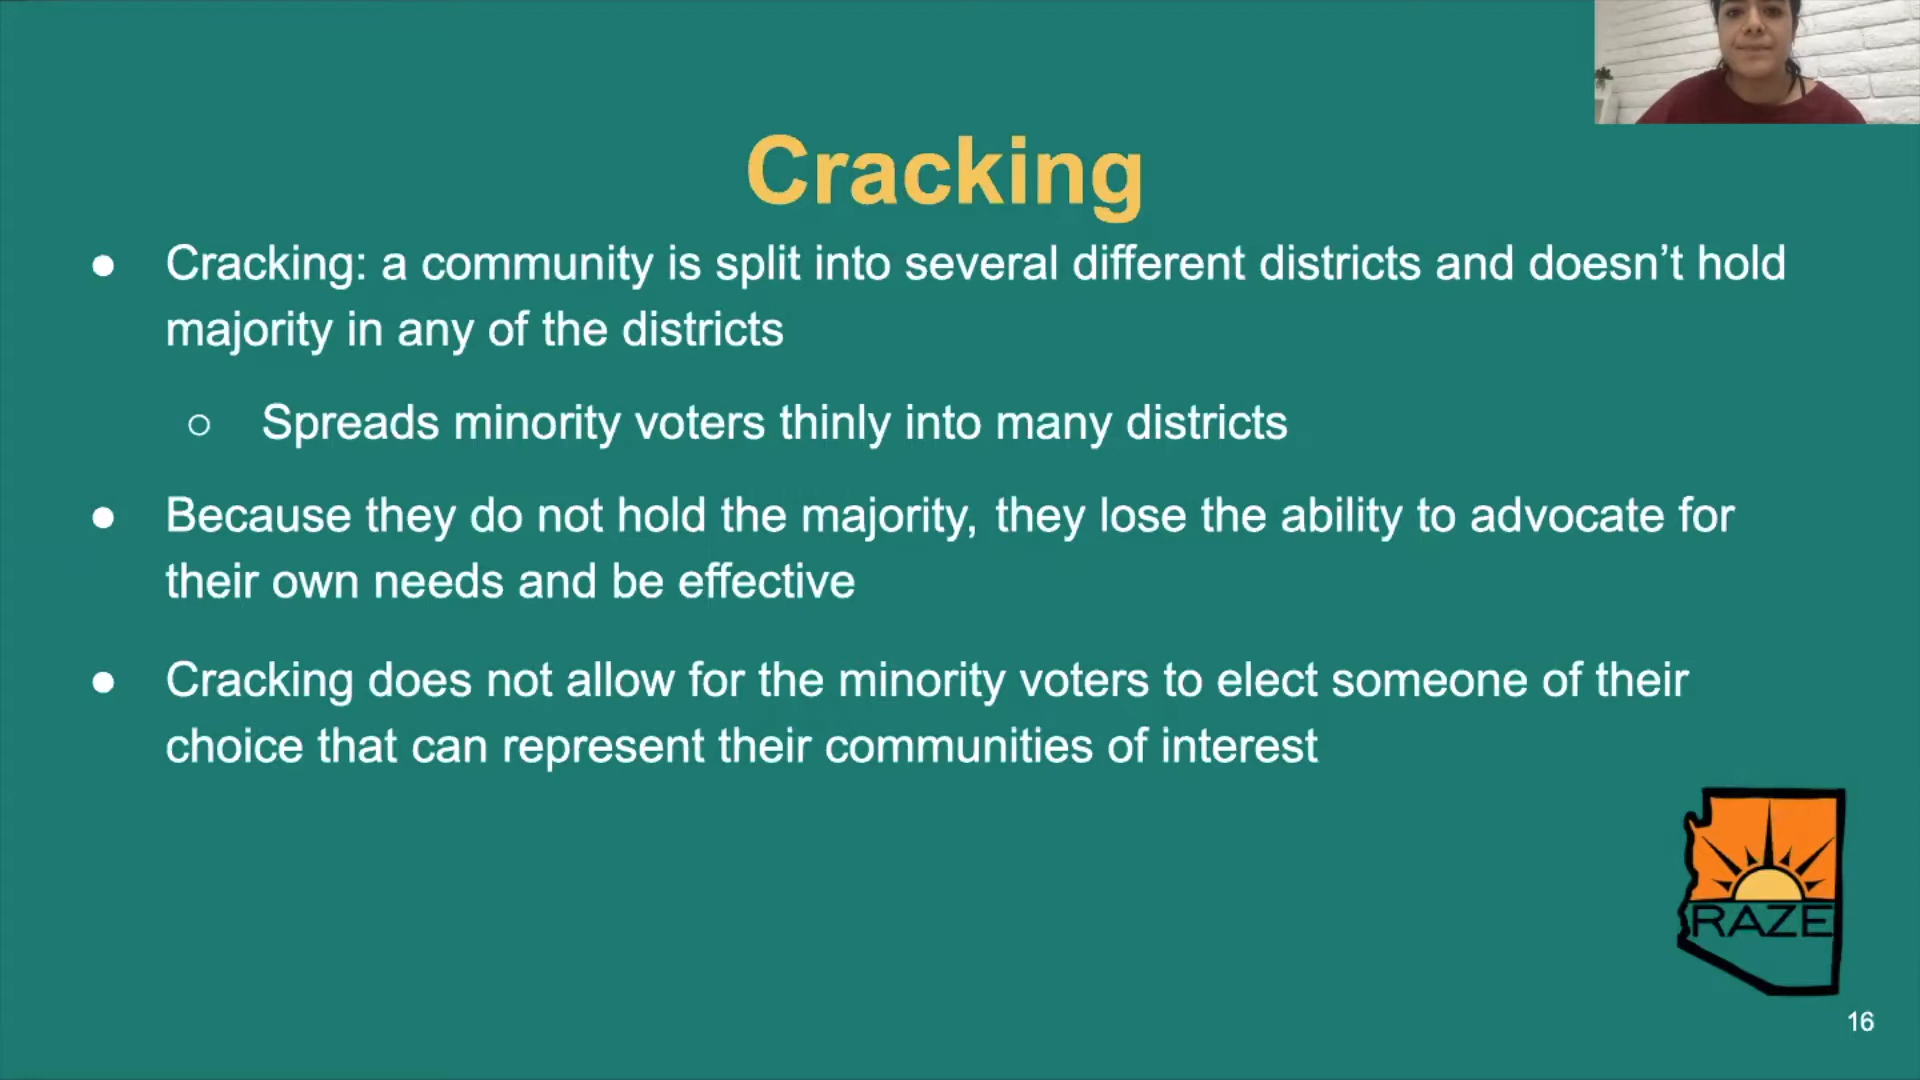 Cracking
● Cracking: a community is split into several different districts and doesn’t hold
majority in any of the districts
○ Spreads minority voters thinly into many districts
● Because they do not hold the majority, they lose the ability to advocate for
their own needs and be effective
● Cracking does not allow for the minority voters to elect someone of their
choice that can represent their communities of interest
RAZE
16